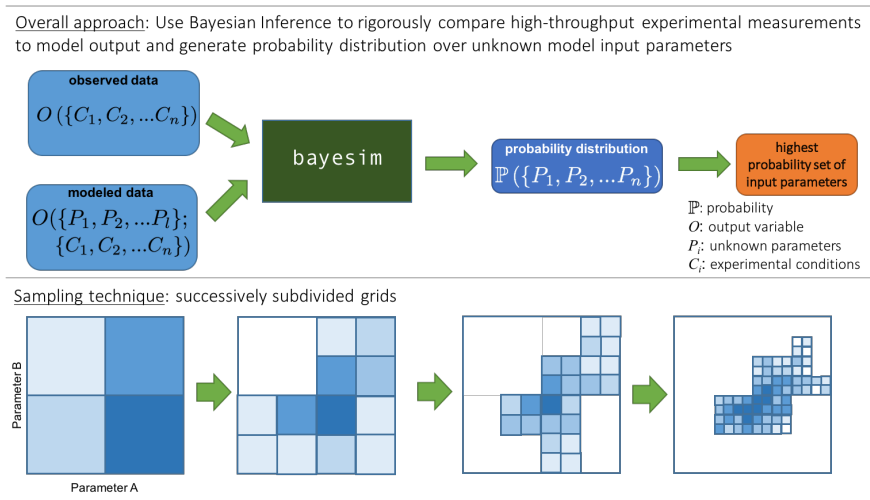 Overall approach: Use Bayesian Inference to rigorously compare high-throughput experimental measurements
to model output and generate probability distribution over unknown model input parameters
observed data
O ({C₁, C₂, ...Cₙ})
modeled data
O({P₁, P₂, ...Pₗ};
{C₁, C₂, ...Cₙ})
bayesim
probability distribution
ℙ ({P₁, P₂, ...Pₙ})
highest
probability set of
input parameters
ℙ: probability
O: output variable
Pᵢ: unknown parameters
Cᵢ: experimental conditions
Sampling technique: successively subdivided grids
Parameter B
Parameter A